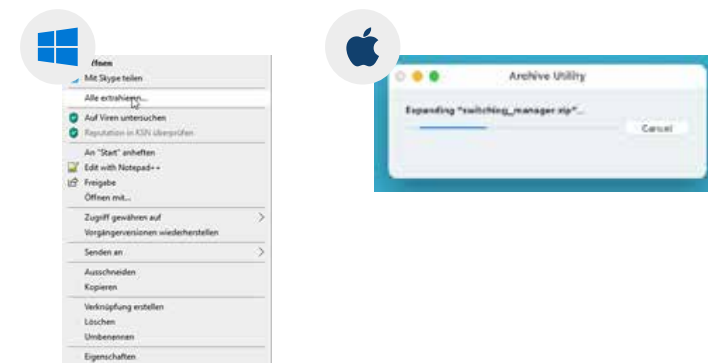 Öffnen
Mit Skype teilen
Alle extrahieren...
Auf Viren untersuchen
Reputation in KSN überprüfen
An "Start" anheften
Edit with Notepad++
Freigabe
Öffnen mit...
Zugriff gewähren auf
Vorgängerversionen wiederherstellen
Senden an
Ausschneiden
Kopieren
Verknüpfung erstellen
Löschen
Umbenennen
Eigenschaften
Archive Utility
Expanding "switching_manager.zip"...
Cancel